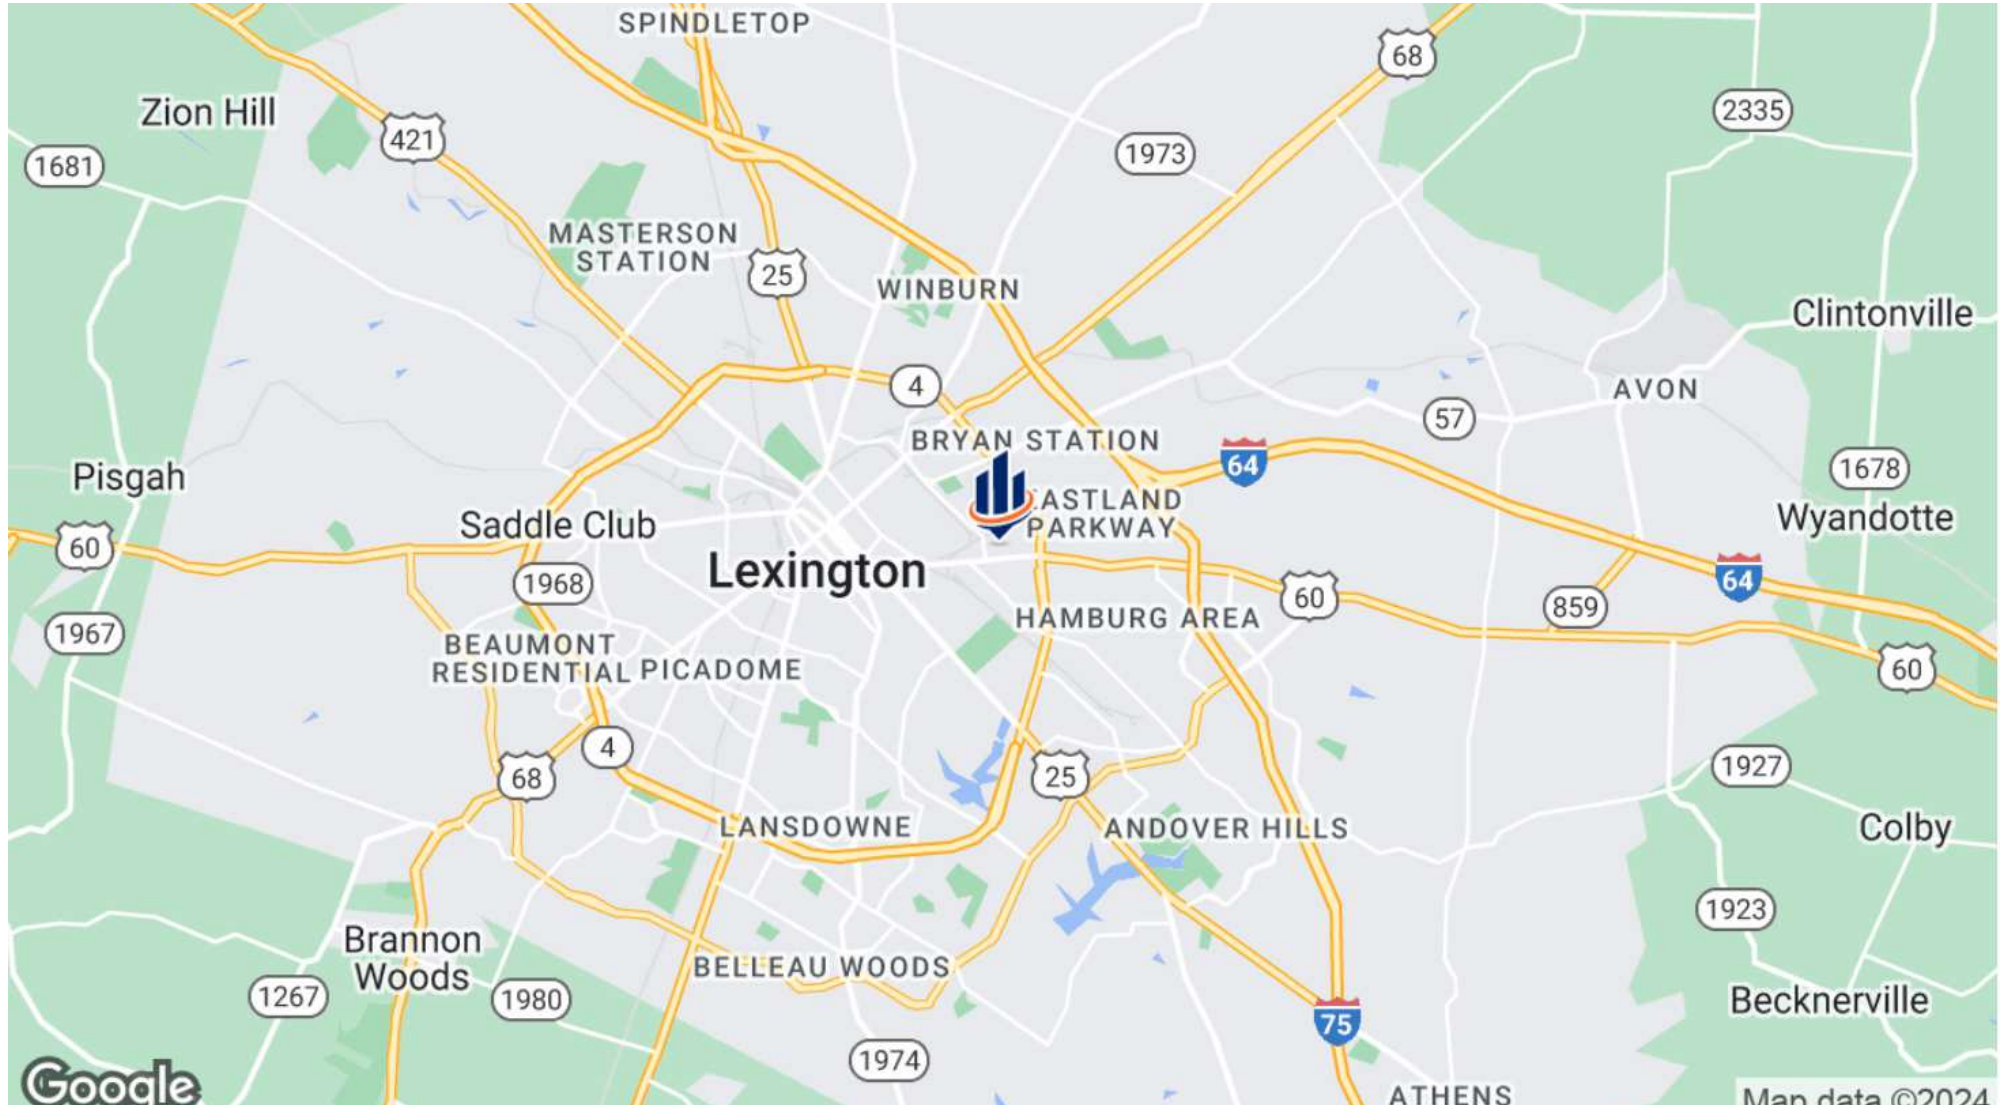 SPINDLETOP
68
Zion Hill
2335
421
1973
1681
MASTERSON
STATION
25
WINBURN
Clintonville
4
AVON
57
BRYAN STATION
64
1678
Pisgah
EASTLAND
PARKWAY
Wyandotte
Saddle Club
60
Lexington
1968
64
60
859
HAMBURG AREA
1967
BEAUMONT
RESIDENTIAL
PICADOME
60
4
68
25
1927
LANSDOWNE
ANDOVER HILLS
Colby
1923
Brannon
Woods
BELLEAU WOODS
1267
1980
Becknerville
75
1974
Google
ATHENS
Map data ©2024